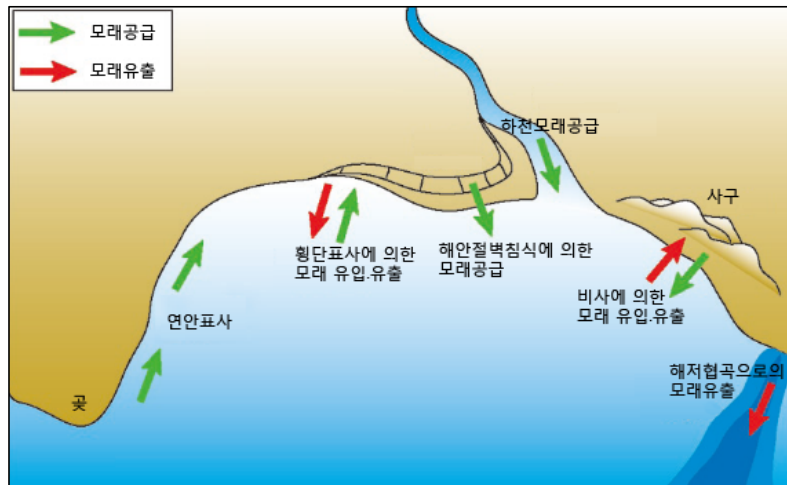 모래공급
모래유출
하천모래공급
사구
횡단표사에 의한
모래 유입.유출
해안절벽침식에 의한
모래공급
비사에 의한
모래 유입.유출
연안표사
해저협곡으로의
모래유출
곶